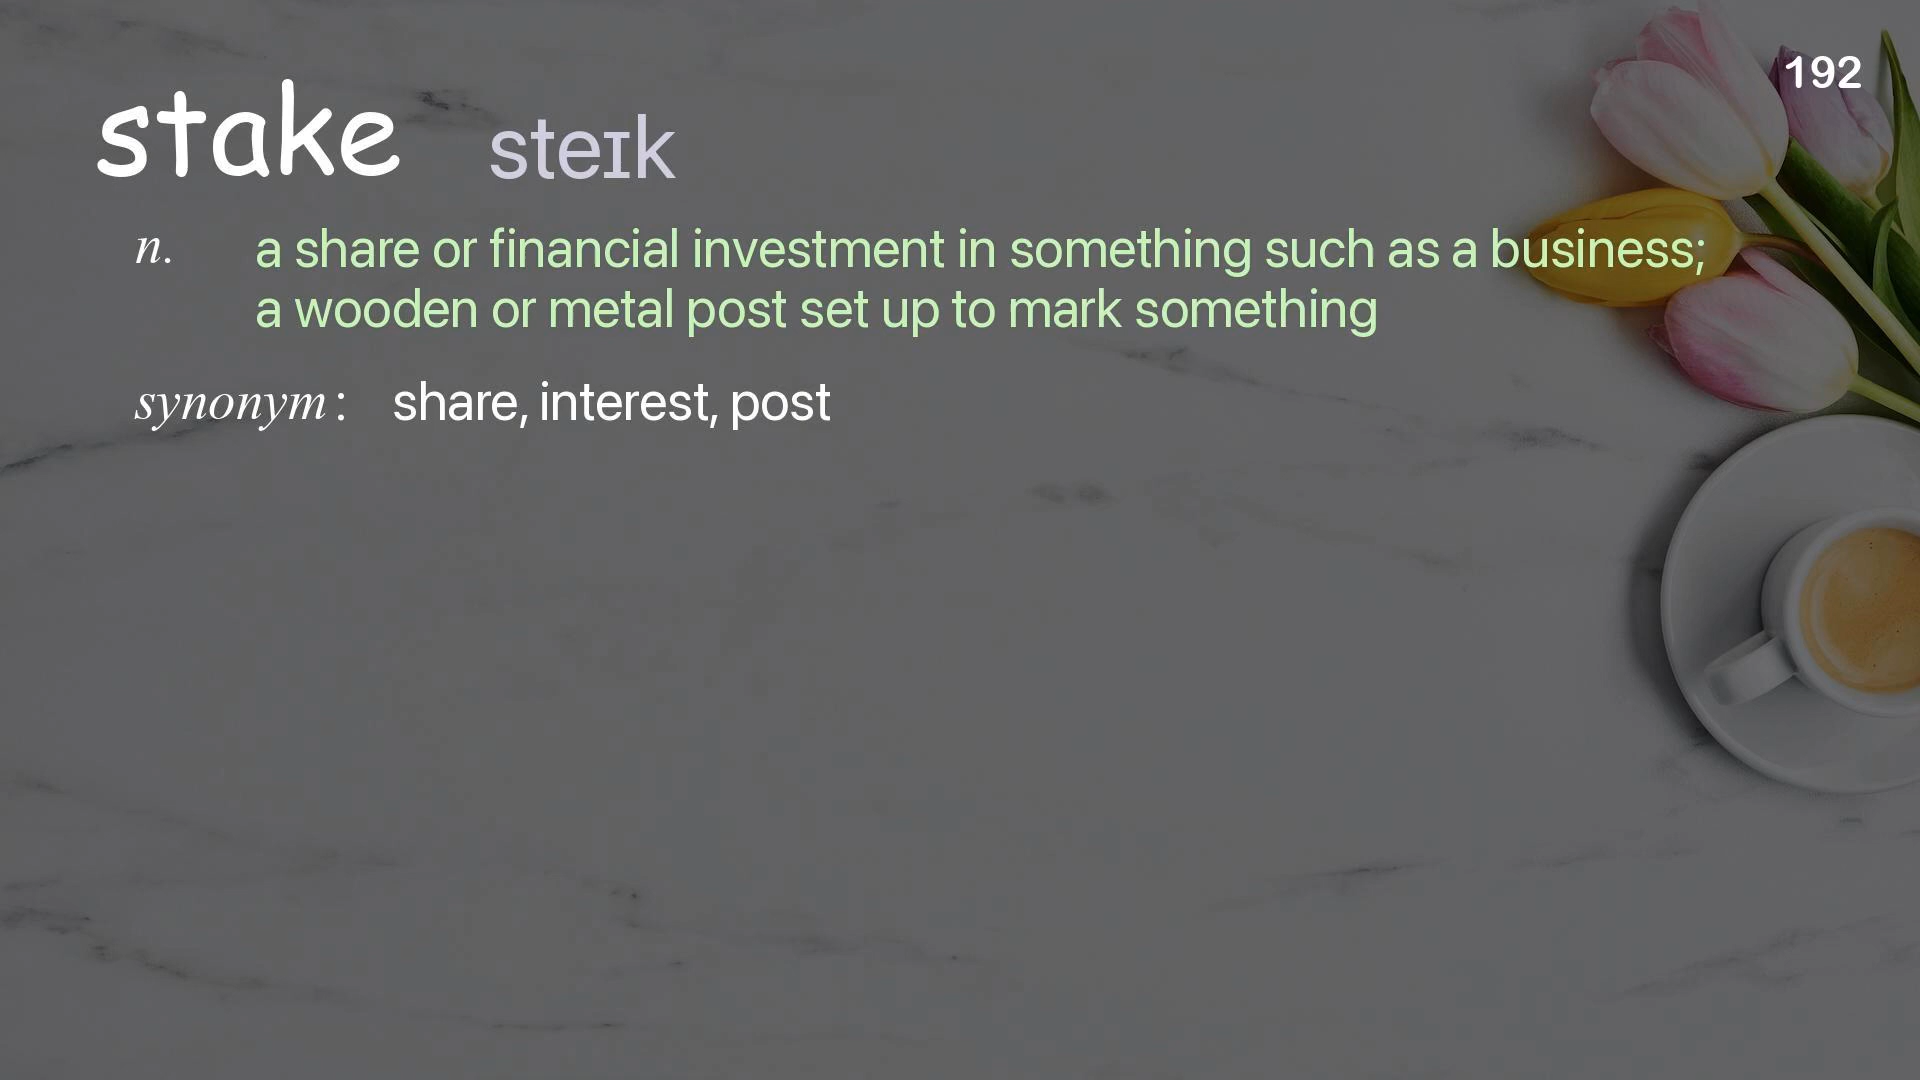 192
stake steɪk
n. a share or financial investment in something such as a business;
a wooden or metal post set up to mark something
synonym: share, interest, post